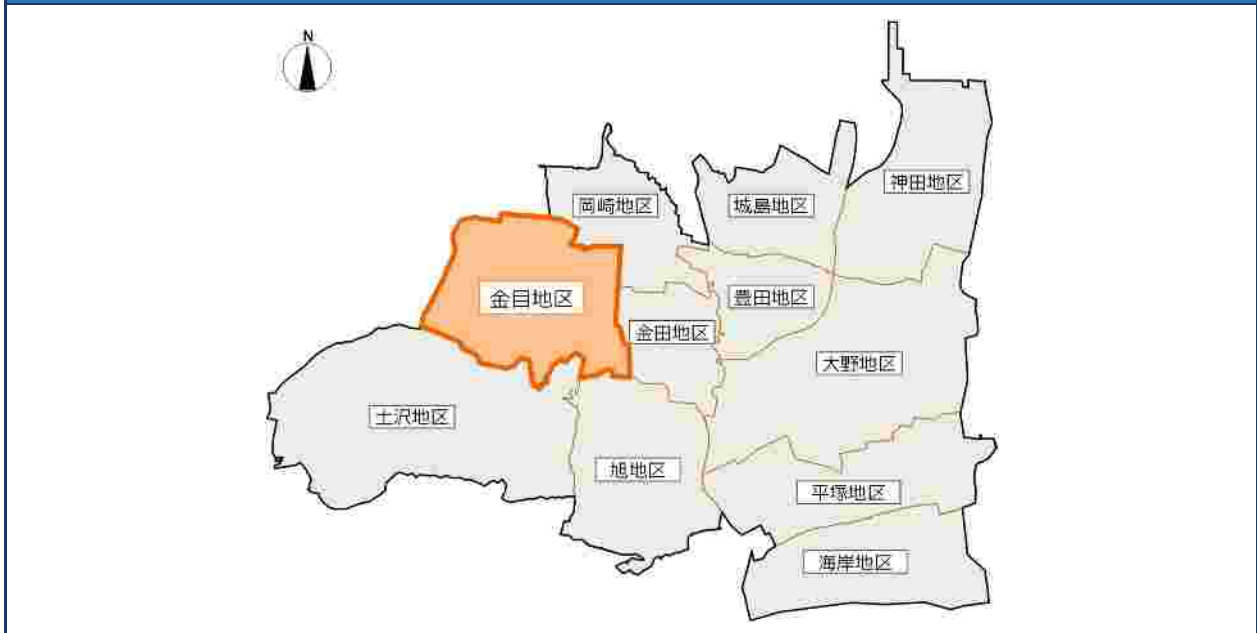 N
神田地区
岡崎地区
城島地区
金目地区
豊田地区
金田地区
大野地区
土沢地区
旭地区
平塚地区
海岸地区